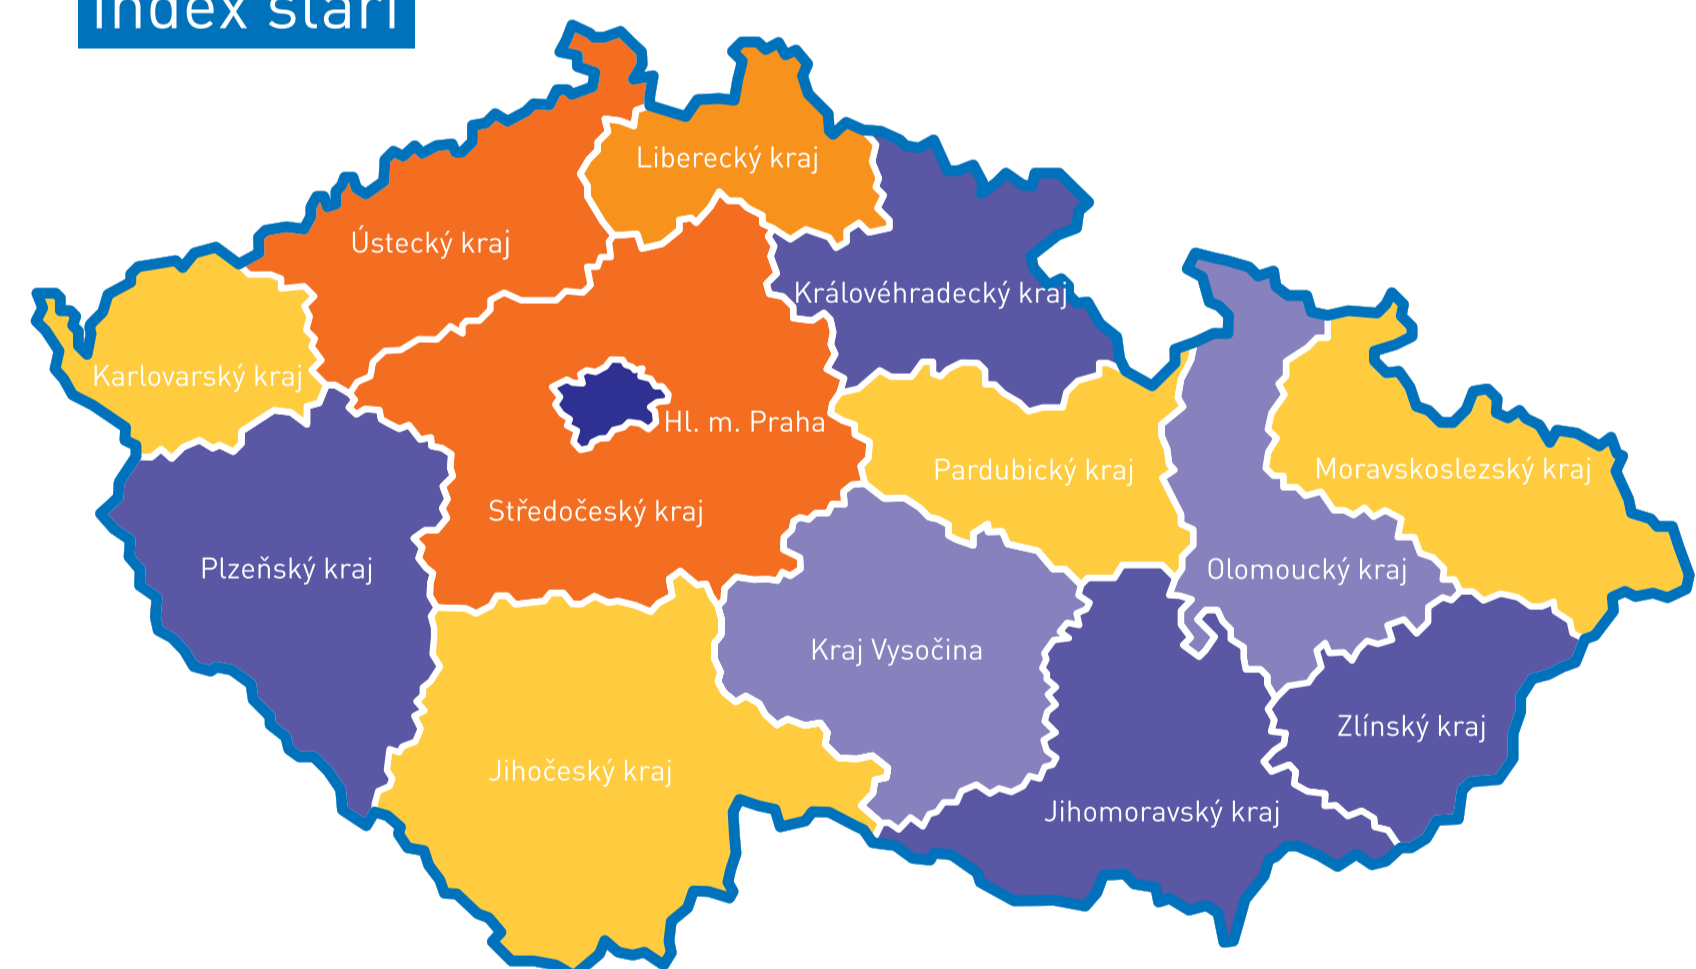 Index stáří
Liberecký kraj
Ústecký kraj
Královéhradecký kraj
Karlovarský kraj
Hl. m. Praha
Pardubický kraj
Moravskoslezský kraj
Středočeský kraj
Plzeňský kraj
Olomoucký kraj
Kraj Vysočina
Zlínský kraj
Jihočeský kraj
Jihomoravský kraj